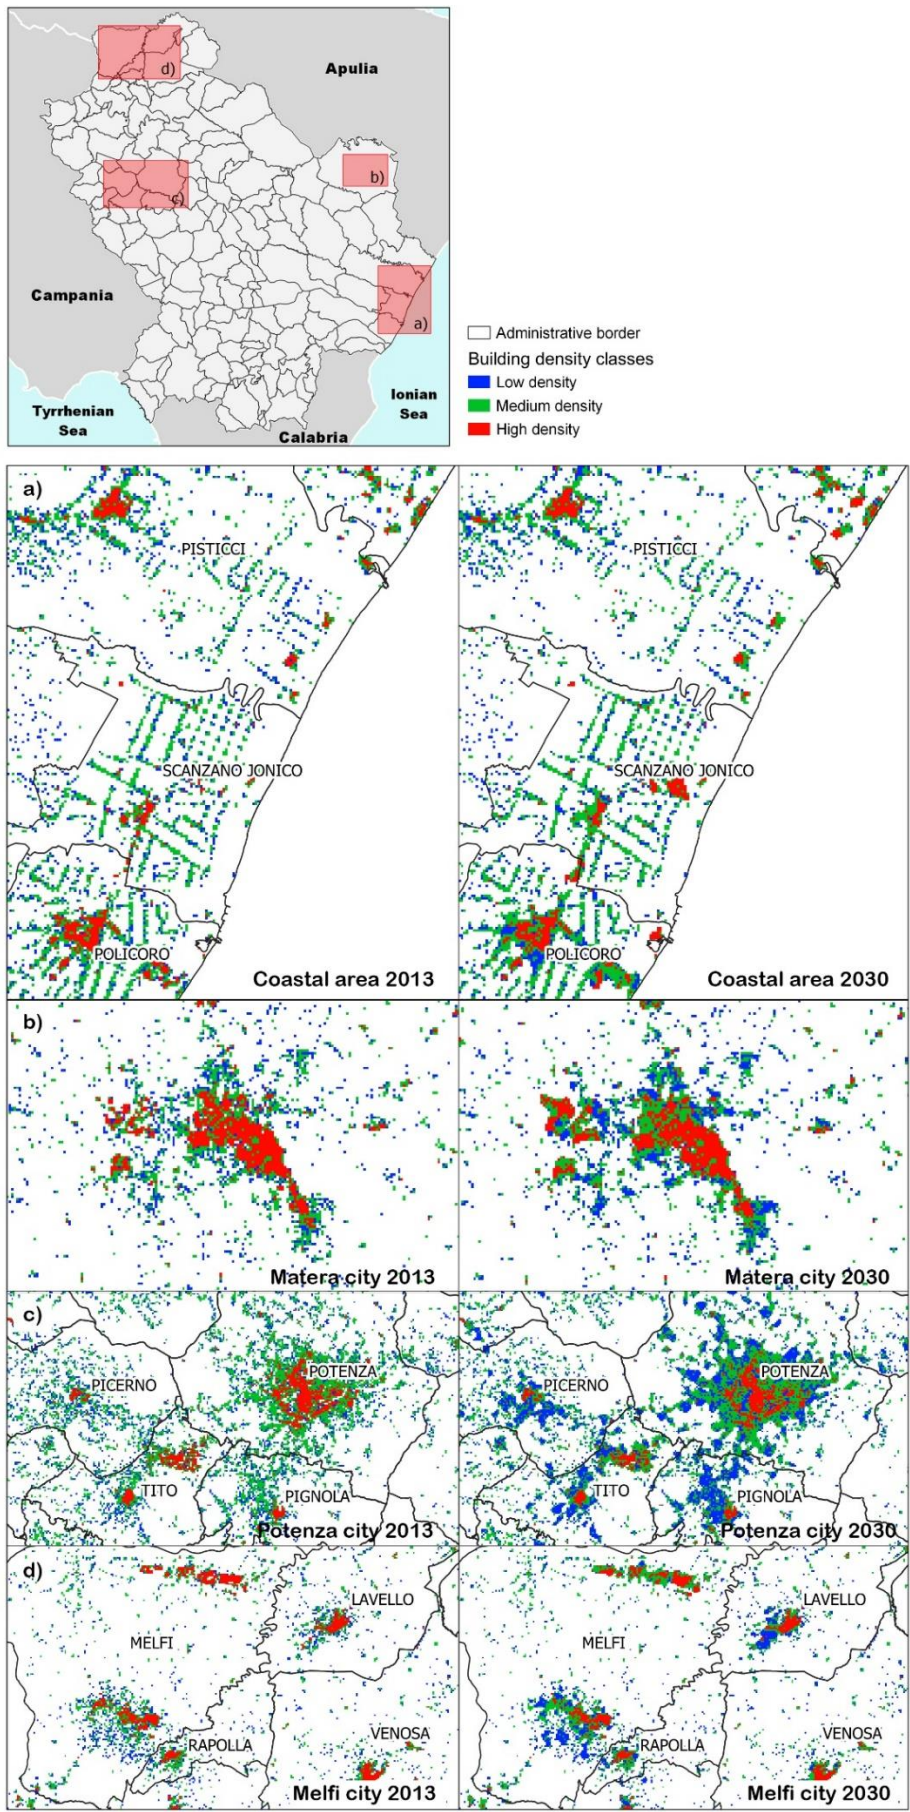 d)
Apulia
b)
c)
Campania
a)
Ionian
Sea
Tyrrhenian
Sea
Calabria
Administrative border
Building density classes
Low density
Medium density
High density
a)
PISTICCI
PISTICCI
SCANZANO JONICO
SCANZANO JONICO
POLICORO
POLICORO
Coastal area 2013
Coastal area 2030
b)
Matera city 2013
Matera city 2030
c)
POTENZA
POTENZA
PICERNO
PICERNO
TITO
PIGNOLA
TITO
PIGNOLA
Potenza city 2013
Potenza city 2030
d)
LAVELLO
LAVELLO
MELFI
MELFI
RAPOLLA
VENOSA
RAPOLLA
VENOSA
Melfi city 2013
Melfi city 2030